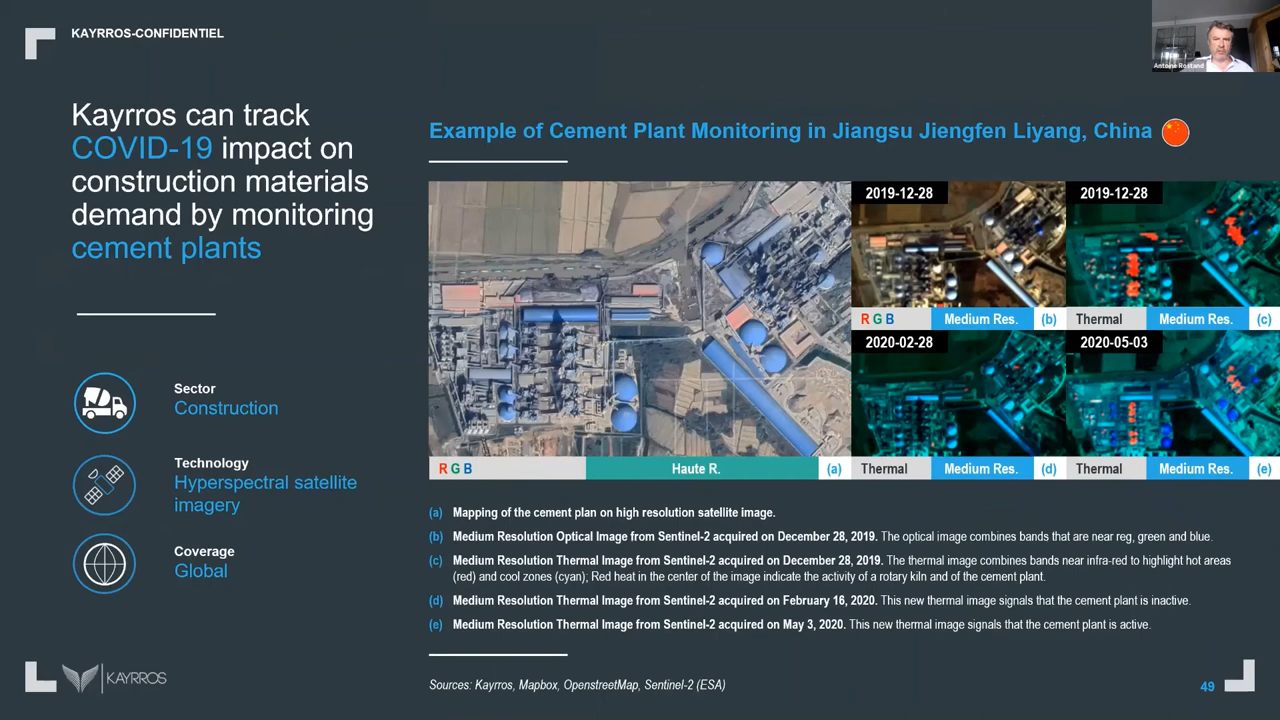 KAYRROS-CONFIDENTIEL
Antoine Rostand
Kayrros can track
COVID-19 impact on
construction materials
demand by monitoring
cement plants
Sector
Construction
Technology
Hyperspectral satellite
imagery
Coverage
Global
Example of Cement Plant Monitoring in Jiangsu Jiengfen Liyang, China
2019-12-28
2019-12-28
R G B Medium Res. (b)
Thermal Medium Res. (c)
2020-02-28
2020-05-03
R G B Haute R. (a)
Thermal Medium Res. (d)
Thermal Medium Res. (e)
(a) Mapping of the cement plan on high resolution satellite image.
(b) Medium Resolution Optical Image from Sentinel-2 acquired on December 28, 2019. The optical image combines bands that are near reg, green and blue.
(c) Medium Resolution Thermal Image from Sentinel-2 acquired on December 28, 2019. The thermal image combines bands near infra-red to highlight hot areas
(red) and cool zones (cyan); Red heat in the center of the image indicate the activity of a rotary kiln and of the cement plant.
(d) Medium Resolution Thermal Image from Sentinel-2 acquired on February 16, 2020. This new thermal image signals that the cement plant is inactive.
(e) Medium Resolution Thermal Image from Sentinel-2 acquired on May 3, 2020. This new thermal image signals that the cement plant is active.
KAYRROS
Sources: Kayrros, Mapbox, OpenstreetMap, Sentinel-2 (ESA)
49